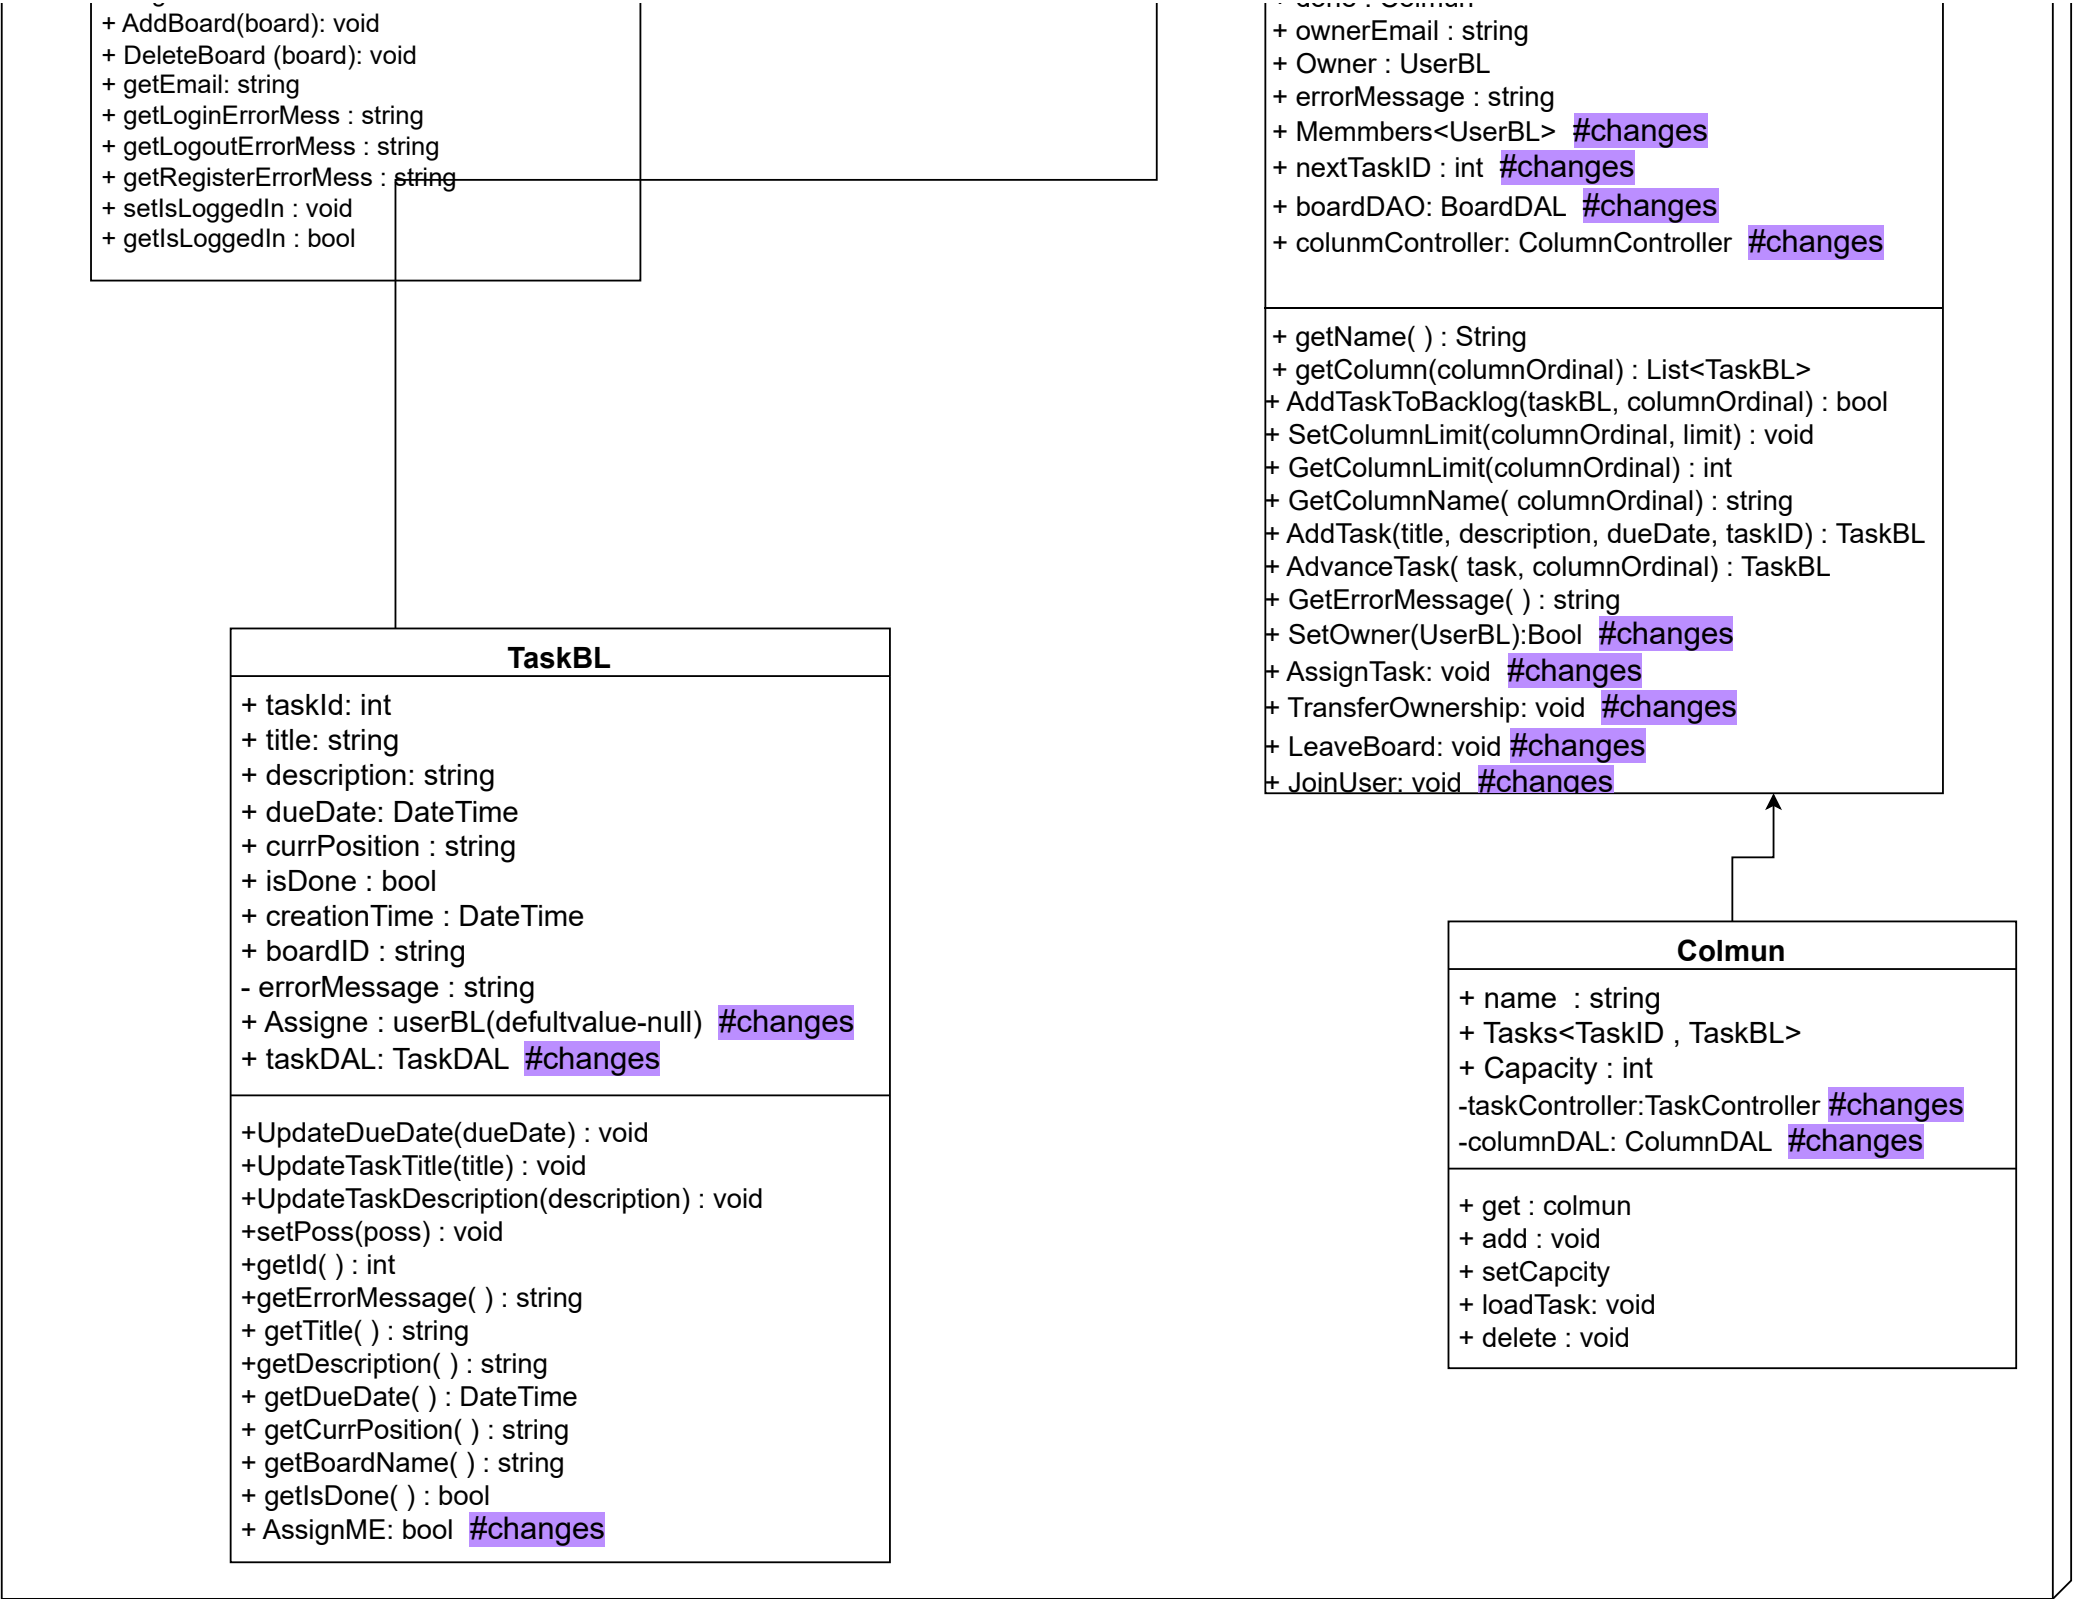 + AddBoard(board): void
+ DeleteBoard (board): void
+ getEmail: string
+ getLoginErrorMess : string
+ getLogoutErrorMess : string
+ getRegisterErrorMess : string
+ setIsLoggedIn : void
+ getIsLoggedIn : bool
+ done : Colmun
+ ownerEmail : string
+ Owner : UserBL
+ errorMessage : string
+ Memmbers<UserBL> #changes
+ nextTaskID : int #changes
+ boardDAO: BoardDAL #changes
+ colunmController: ColumnController #changes
+ getName( ) : String
+ getColumn(columnOrdinal) : List<TaskBL>
+ AddTaskToBacklog(taskBL, columnOrdinal) : bool
+ SetColumnLimit(columnOrdinal, limit) : void
+ GetColumnLimit(columnOrdinal) : int
+ GetColumnName( columnOrdinal) : string
+ AddTask(title, description, dueDate, taskID) : TaskBL
+ AdvanceTask( task, columnOrdinal) : TaskBL
+ GetErrorMessage( ) : string
+ SetOwner(UserBL):Bool #changes
+ AssignTask: void #changes
+ TransferOwnership: void #changes
+ LeaveBoard: void #changes
+ JoinUser: void #changes
TaskBL
+ taskId: int
+ title: string
+ description: string
+ dueDate: DateTime
+ currPosition : string
+ isDone : bool
+ creationTime : DateTime
+ boardID : string
- errorMessage : string
+ Assigne : userBL(defultvalue-null) #changes
+ taskDAL: TaskDAL #changes
+UpdateDueDate(dueDate) : void
+UpdateTaskTitle(title) : void
+UpdateTaskDescription(description) : void
+setPoss(poss) : void
+getId( ) : int
+getErrorMessage( ) : string
+ getTitle( ) : string
+getDescription( ) : string
+ getDueDate( ) : DateTime
+ getCurrPosition( ) : string
+ getBoardName( ) : string
+ getIsDone( ) : bool
+ AssignME: bool #changes
Colmun
+ name : string
+ Tasks<TaskID , TaskBL>
+ Capacity : int
-taskController:TaskController #changes
-columnDAL: ColumnDAL #changes
+ get : colmun
+ add : void
+ setCapcity
+ loadTask: void
+ delete : void